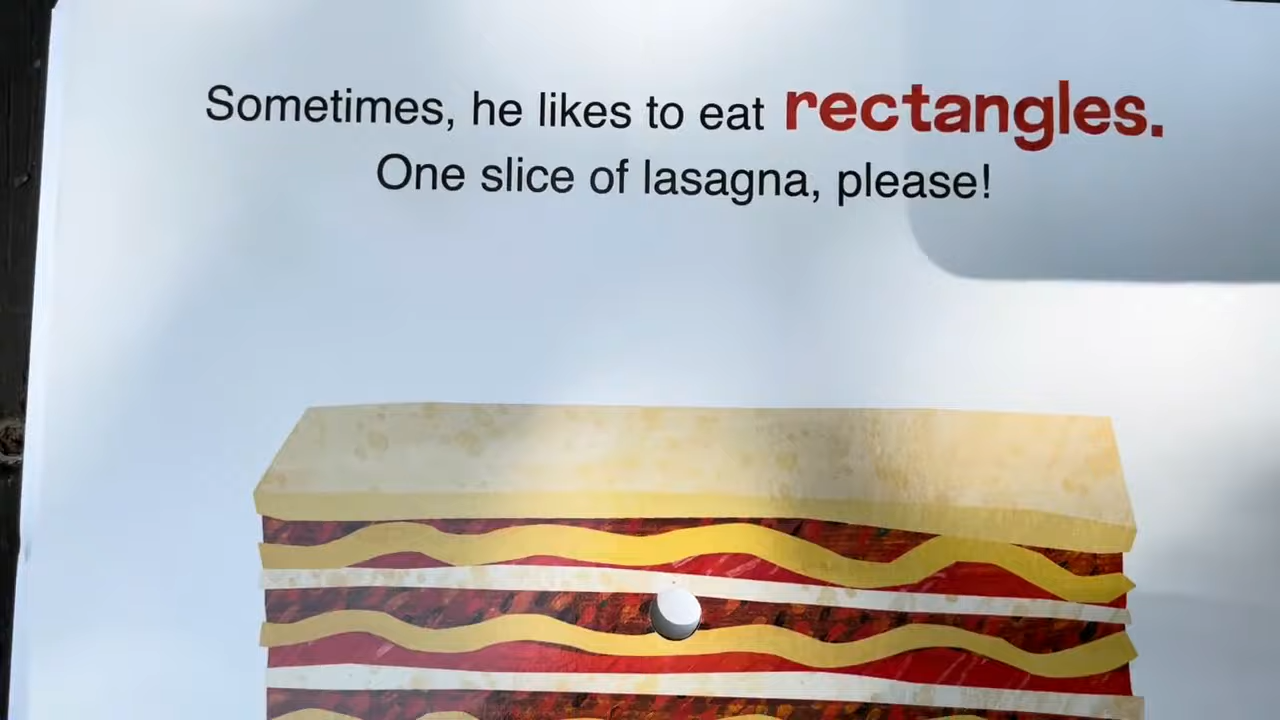 Sometimes, he likes to eat rectangles.
One slice of lasagna, please!